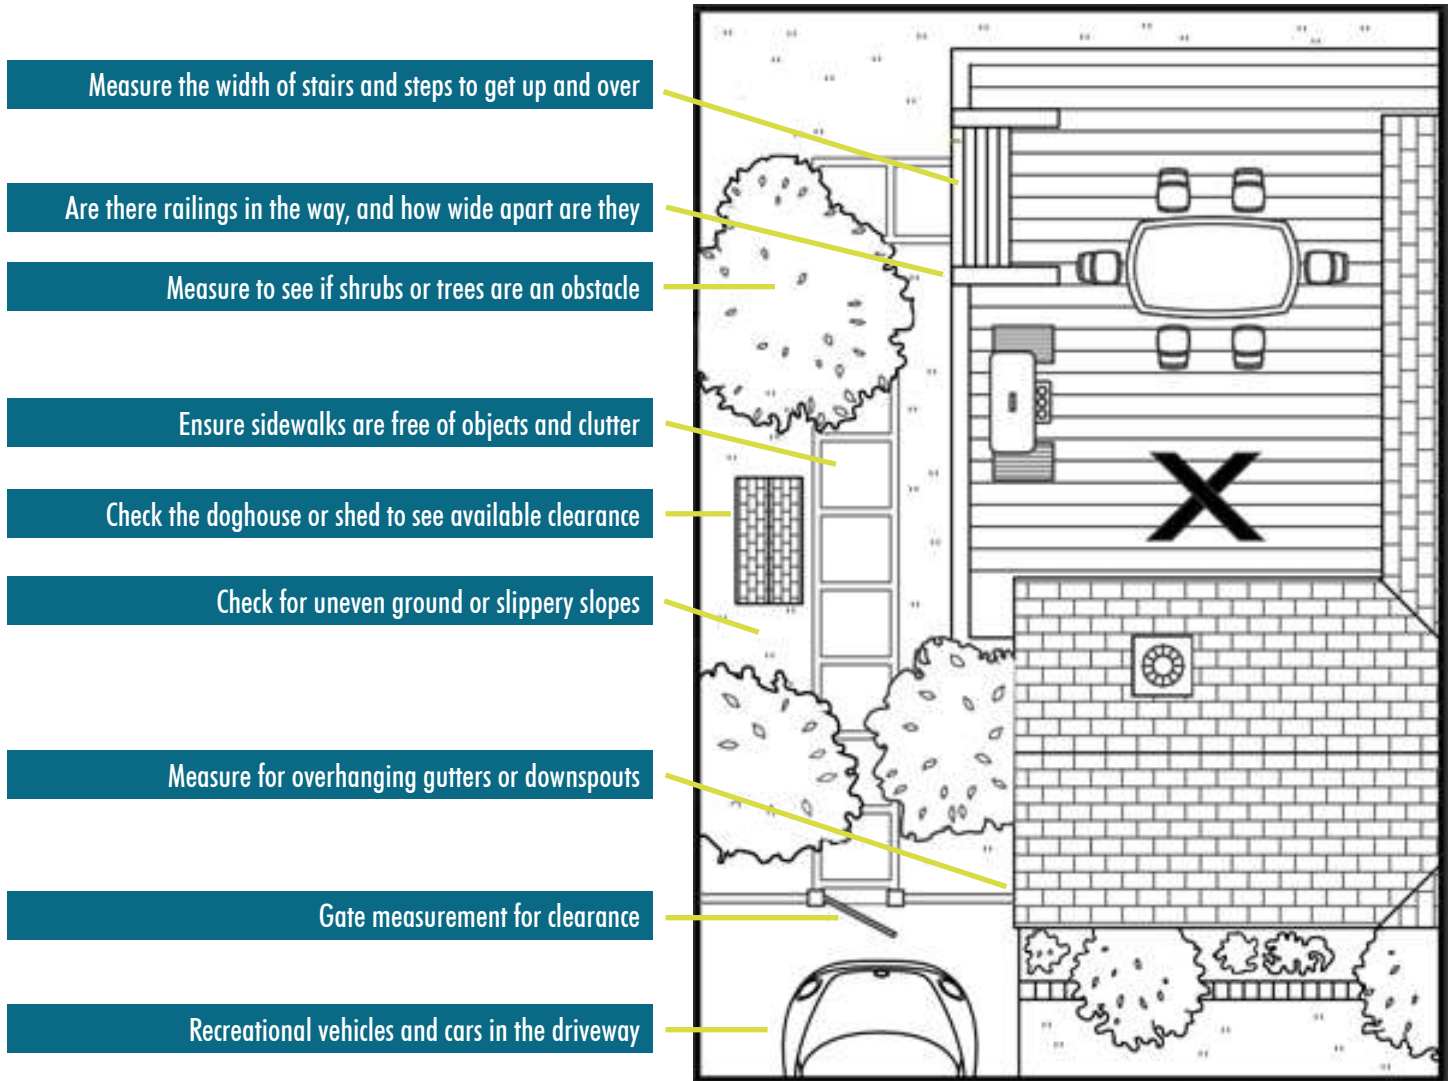 Measure the width of stairs and steps to get up and over
Are there railings in the way, and how wide apart are they
Measure to see if shrubs or trees are an obstacle
Ensure sidewalks are free of objects and clutter
Check the doghouse or shed to see available clearance
Check for uneven ground or slippery slopes
Measure for overhanging gutters or downspouts
Gate measurement for clearance
Recreational vehicles and cars in the driveway